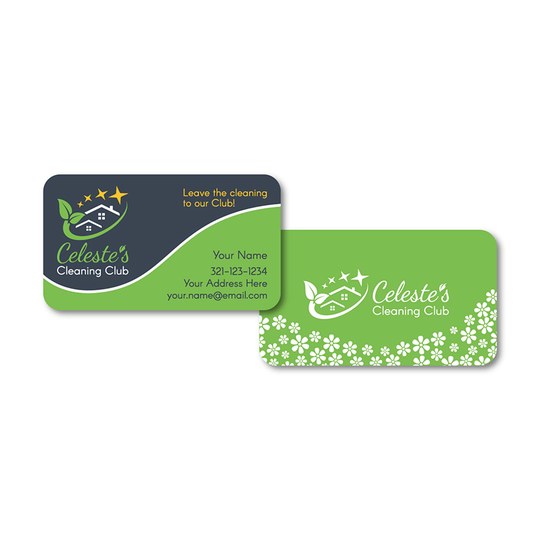 Leave the cleaning
to our Club!
Celeste's
Cleaning Club
Your Name
321-123-1234
Your Address Here
your.name@email.com
Celeste's
Cleaning Club